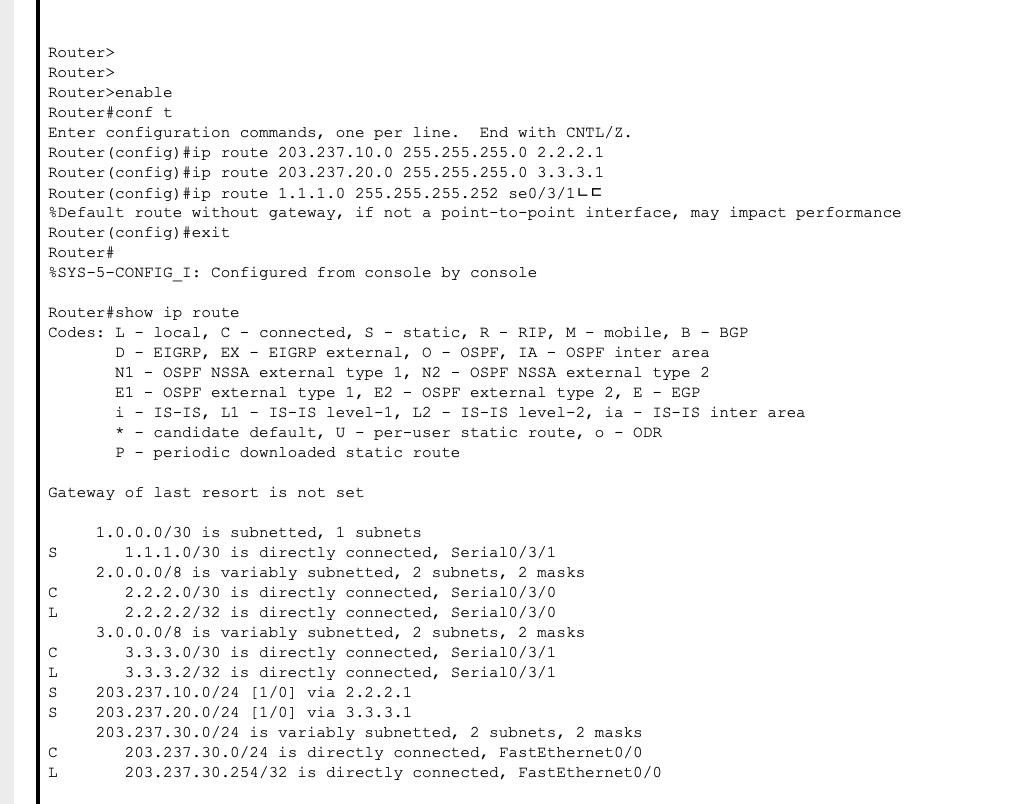 Router>
Router>
Router>enable
Router#conf t
Enter configuration commands, one per line.  End with CNTL/Z.
Router(config)#ip route 203.237.10.0 255.255.255.0 2.2.2.1
Router(config)#ip route 203.237.20.0 255.255.255.0 3.3.3.1
Router(config)#ip route 1.1.1.0 255.255.255.252 se0/3/1ㄴㄷ
%Default route without gateway, if not a point-to-point interface, may impact performance
Router(config)#exit
Router#
%SYS-5-CONFIG_I: Configured from console by console
Router#show ip route
Codes: L - local, C - connected, S - static, R - RIP, M - mobile, B - BGP
       D - EIGRP, EX - EIGRP external, O - OSPF, IA - OSPF inter area
       N1 - OSPF NSSA external type 1, N2 - OSPF NSSA external type 2
       E1 - OSPF external type 1, E2 - OSPF external type 2, E - EGP
       i - IS-IS, L1 - IS-IS level-1, L2 - IS-IS level-2, ia - IS-IS inter area
       * - candidate default, U - per-user static route, o - ODR
       P - periodic downloaded static route
Gateway of last resort is not set
     1.0.0.0/30 is subnetted, 1 subnets
S       1.1.1.0/30 is directly connected, Serial0/3/1
     2.0.0.0/8 is variably subnetted, 2 subnets, 2 masks
C       2.2.2.0/30 is directly connected, Serial0/3/0
L       2.2.2.2/32 is directly connected, Serial0/3/0
     3.0.0.0/8 is variably subnetted, 2 subnets, 2 masks
C       3.3.3.0/30 is directly connected, Serial0/3/1
L       3.3.3.2/32 is directly connected, Serial0/3/1
S    203.237.10.0/24 [1/0] via 2.2.2.1
S    203.237.20.0/24 [1/0] via 3.3.3.1
     203.237.30.0/24 is variably subnetted, 2 subnets, 2 masks
C       203.237.30.0/24 is directly connected, FastEthernet0/0
L       203.237.30.254/32 is directly connected, FastEthernet0/0